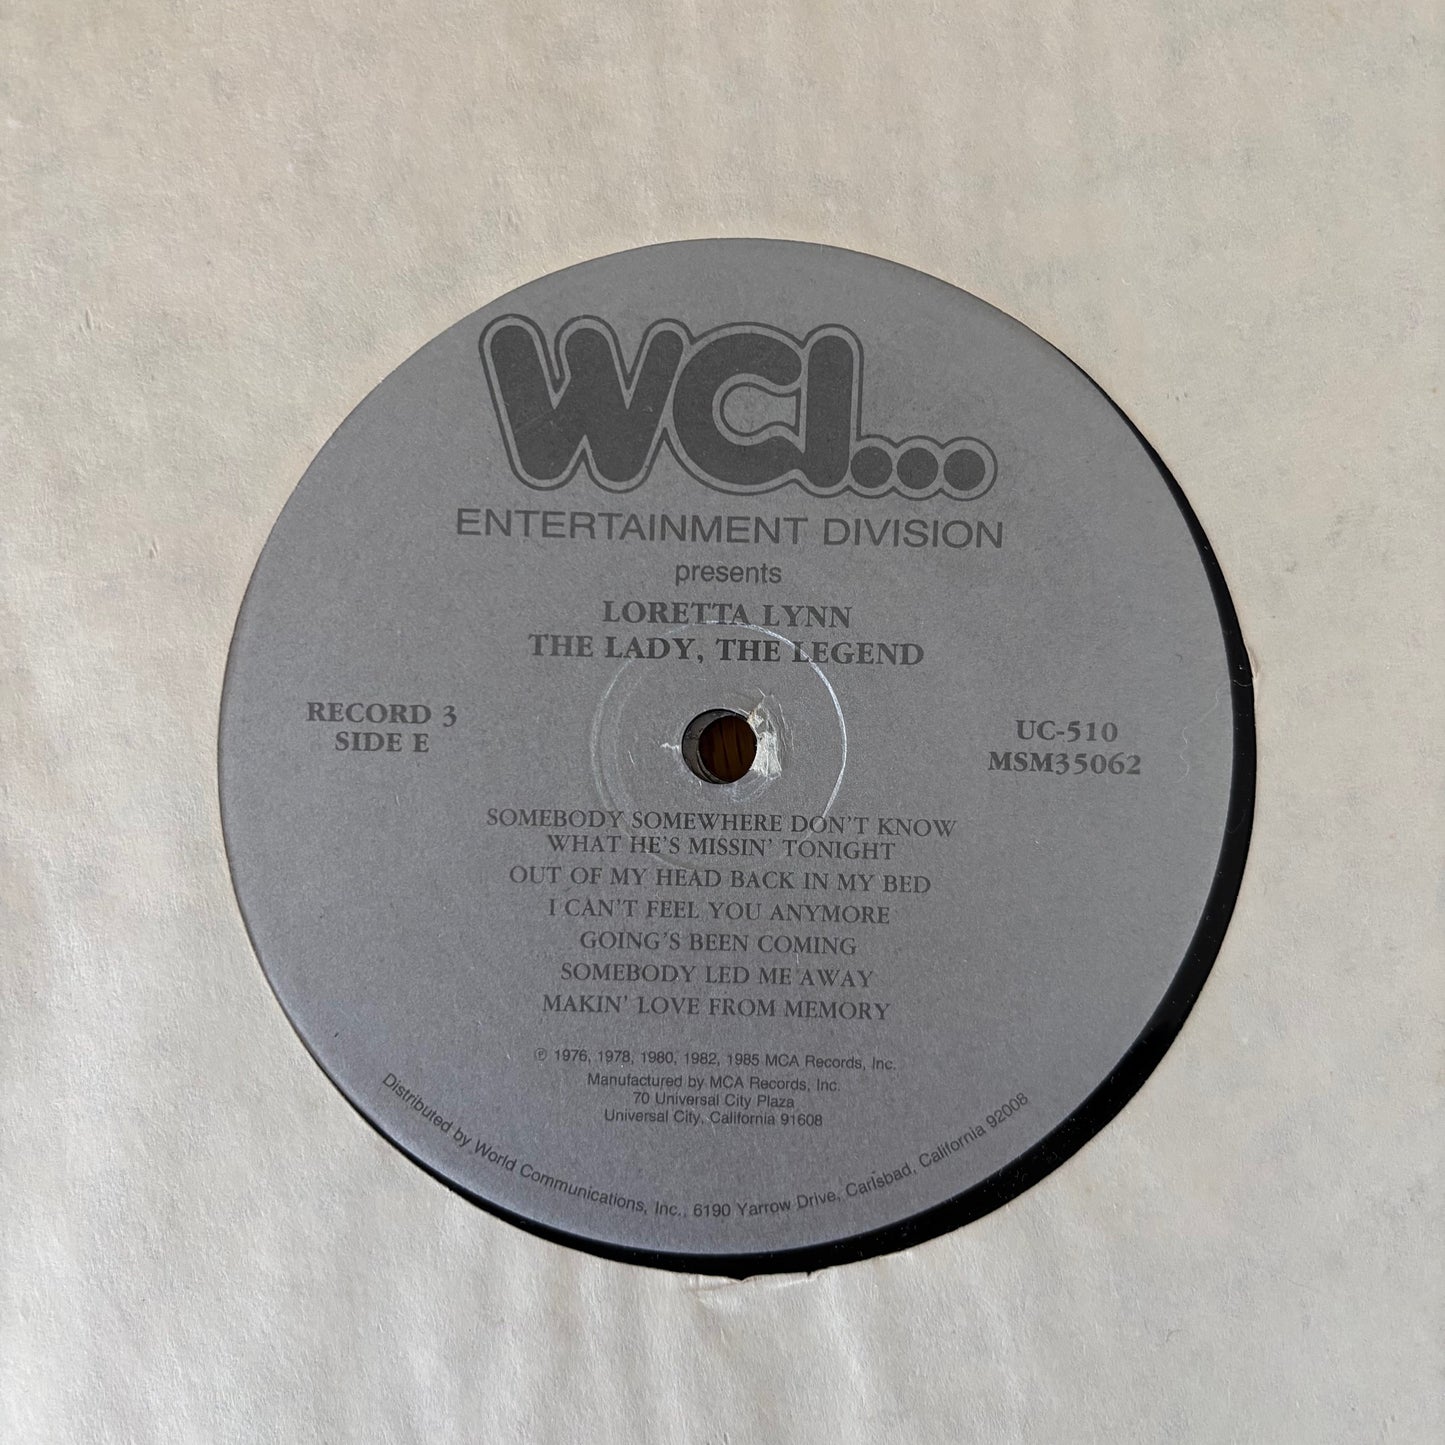 WCI...
ENTERTAINMENT DIVISION
presents
LORETTA LYNN
THE LADY, THE LEGEND
RECORD 3
SIDE E
UC-510
MSM35062
SOMEBODY SOMEWHERE DON'T KNOW
WHAT HE'S MISSIN' TONIGHT
OUT OF MY HEAD BACK IN MY BED
I CAN'T FEEL YOU ANYMORE
GOING'S BEEN COMING
SOMEBODY LED ME AWAY
MAKIN' LOVE FROM MEMORY
℗ 1976, 1978, 1980, 1982, 1985 MCA Records, Inc.
Manufactured by MCA Records, Inc.
70 Universal City Plaza
Universal City, California 91608
Distributed by World Communications, Inc., 6190 Yarrow Drive, Carlsbad, California 92008